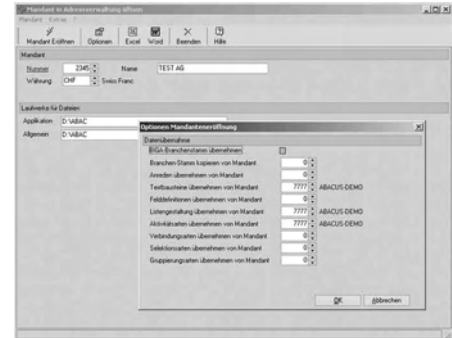 Mandant in Adressverwaltung öffnen
Mandant Extras ?
Mandant Eröffnen Optionen Excel Word Beenden Hilfe
Mandant
Nummer 2345 Name TEST AG
Währung CHF Swiss Franc
Laufwerke für Dateien
Applikation D:\ABAC
Allgemein D:\ABAC
Optionen Mandanteneröffnung
Datenübernahme
BIGA-Branchenstamm übernehmen
Branchen-Stamm kopieren von Mandant 0
Anreden übernehmen von Mandant 0
Textbausteine übernehmen von Mandant 7777 ABACUS-DEMO
Felddefinitionen übernehmen von Mandant 0
Listengestaltung übernehmen von Mandant 7777 ABACUS-DEMO
Aktivitätsarten übernehmen von Mandant 7777 ABACUS-DEMO
Verbindungsarten übernehmen von Mandant 0
Selektionsarten übernehmen von Mandant 0
Gruppierungsarten übernehmen von Mandant 0
OK Abbrechen